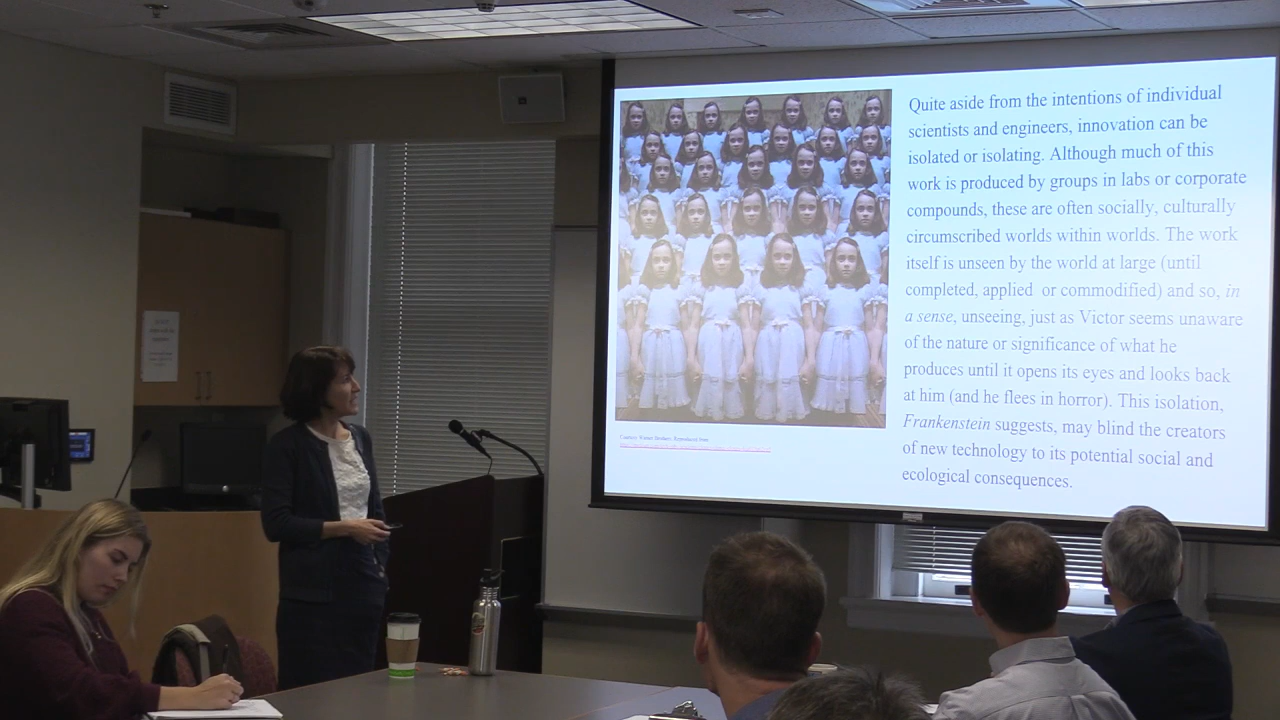 Quite aside from the intentions of individual
scientists and engineers, innovation can be
isolated or isolating. Although much of this
work is produced by groups in labs or corporate
compounds, these are often socially, culturally
circumscribed worlds within worlds. The work
itself is unseen by the world at large (until
completed, applied or commodified) and so, in
a sense, unseeing, just as Victor seems unaware
of the nature or significance of what he
produces until it opens its eyes and looks back
at him (and he flees in horror). This isolation,
Frankenstein suggests, may blind the creators
of new technology to its potential social and
ecological consequences.
Courtesy Warner Brothers. Reproduced from